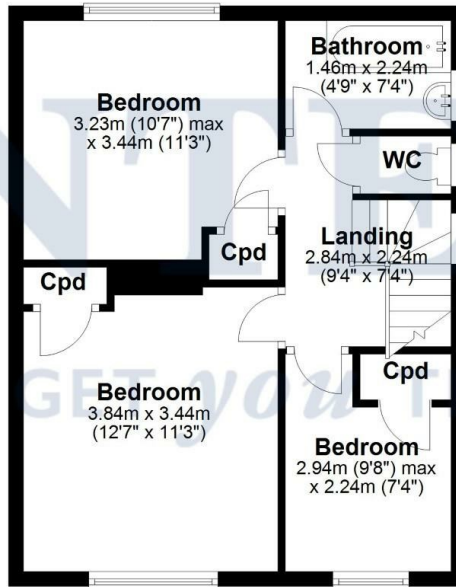 Bathroom
1.46m x 2.24m
(4'9" x 7'4")
Bedroom
3.23m (10'7") max
x 3.44m (11'3")
WC
Landing
2.84m x 2.24m
(9'4" x 7'4")
Cpd
Cpd
Cpd
Bedroom
3.84m x 3.44m
(12'7" x 11'3")
Bedroom
2.94m (9'8") max
x 2.24m (7'4")
GET you